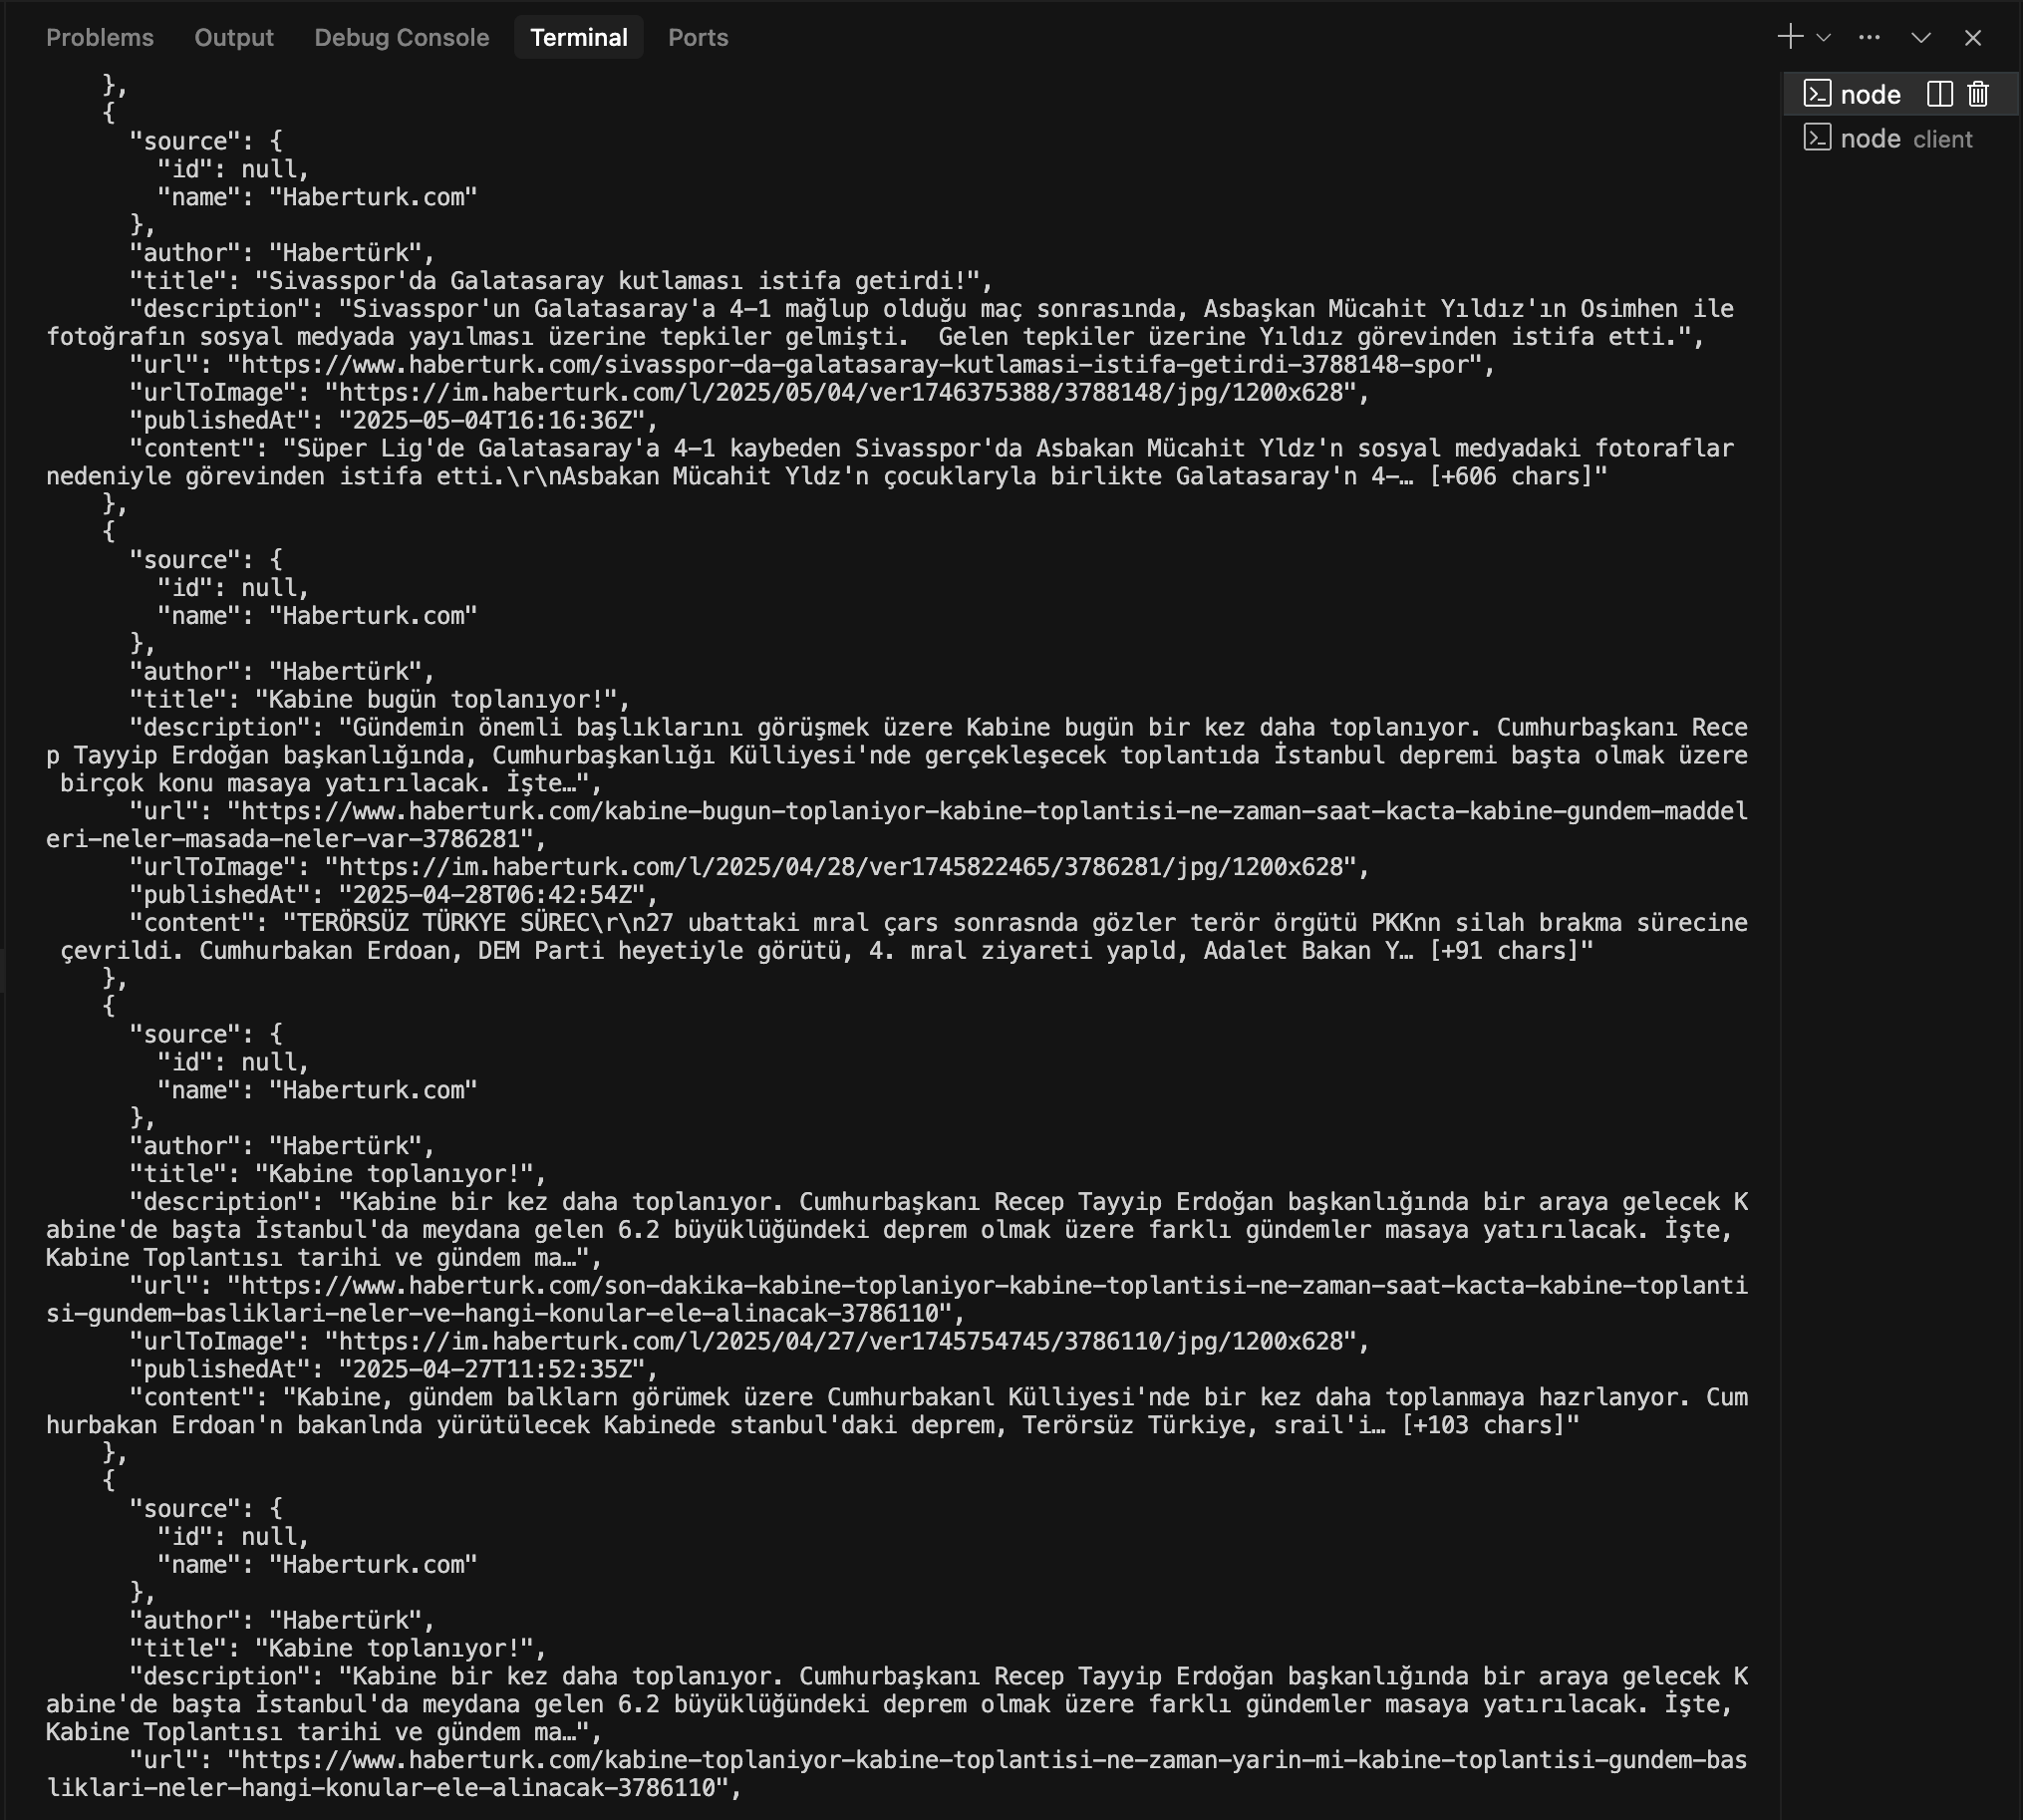 Problems Output Debug Console Terminal Ports
node
node client
},
{
"source": {
"id": null,
"name": "Haberturk.com"
},
"author": "Habertürk",
"title": "Sivasspor'da Galatasaray kutlaması istifa getirdi!",
"description": "Sivasspor'un Galatasaray'a 4-1 mağlup olduğu maç sonrasında, Asbaşkan Mücahit Yıldız'ın Osimhen ile
fotoğrafın sosyal medyada yayılması üzerine tepkiler gelmişti.  Gelen tepkiler üzerine Yıldız görevinden istifa etti.",
"url": "https://www.haberturk.com/sivasspor-da-galatasaray-kutlamasi-istifa-getirdi-3788148-spor",
"urlToImage": "https://im.haberturk.com/l/2025/05/04/ver1746375388/3788148/jpg/1200x628",
"publishedAt": "2025-05-04T16:16:36Z",
"content": "Süper Lig'de Galatasaray'a 4-1 kaybeden Sivasspor'da Asbakan Mücahit Yldz'n sosyal medyadaki fotoraflar
nedeniyle görevinden istifa etti.\r\nAsbakan Mücahit Yldz'n çocuklaryla birlikte Galatasaray'n 4-… [+606 chars]"
},
{
"source": {
"id": null,
"name": "Haberturk.com"
},
"author": "Habertürk",
"title": "Kabine bugün toplanıyor!",
"description": "Gündemin önemli başlıklarını görüşmek üzere Kabine bugün bir kez daha toplanıyor. Cumhurbaşkanı Rece
p Tayyip Erdoğan başkanlığında, Cumhurbaşkanlığı Külliyesi'nde gerçekleşecek toplantıda İstanbul depremi başta olmak üzere
birçok konu masaya yatırılacak. İşte…",
"url": "https://www.haberturk.com/kabine-bugun-toplaniyor-kabine-toplantisi-ne-zaman-saat-kacta-kabine-gundem-maddel
eri-neler-masada-neler-var-3786281",
"urlToImage": "https://im.haberturk.com/l/2025/04/28/ver1745822465/3786281/jpg/1200x628",
"publishedAt": "2025-04-28T06:42:54Z",
"content": "TERÖRSÜZ TÜRKYE SÜREC\r\n27 ubattaki mral çars sonrasnda gözler terör örgütü PKKnn silah brakma sürecine
çevrildi. Cumhurbakan Erdoan, DEM Parti heyetiyle görütü, 4. mral ziyareti yapld, Adalet Bakan Y… [+91 chars]"
},
{
"source": {
"id": null,
"name": "Haberturk.com"
},
"author": "Habertürk",
"title": "Kabine toplanıyor!",
"description": "Kabine bir kez daha toplanıyor. Cumhurbaşkanı Recep Tayyip Erdoğan başkanlığında bir araya gelecek K
abine'de başta İstanbul'da meydana gelen 6.2 büyüklüğündeki deprem olmak üzere farklı gündemler masaya yatırılacak. İşte,
Kabine Toplantısı tarihi ve gündem ma…",
"url": "https://www.haberturk.com/son-dakika-kabine-toplaniyor-kabine-toplantisi-ne-zaman-saat-kacta-kabine-toplanti
si-gundem-basliklari-neler-ve-hangi-konular-ele-alinacak-3786110",
"urlToImage": "https://im.haberturk.com/l/2025/04/27/ver1745754745/3786110/jpg/1200x628",
"publishedAt": "2025-04-27T11:52:35Z",
"content": "Kabine, gündem balklarn görümek üzere Cumhurbakanl Külliyesi'nde bir kez daha toplanmaya hazrlanyor. Cum
hurbakan Erdoan'n bakanlnda yürütülecek Kabinede stanbul'daki deprem, Terörsüz Türkiye, srail'i… [+103 chars]"
},
{
"source": {
"id": null,
"name": "Haberturk.com"
},
"author": "Habertürk",
"title": "Kabine toplanıyor!",
"description": "Kabine bir kez daha toplanıyor. Cumhurbaşkanı Recep Tayyip Erdoğan başkanlığında bir araya gelecek K
abine'de başta İstanbul'da meydana gelen 6.2 büyüklüğündeki deprem olmak üzere farklı gündemler masaya yatırılacak. İşte,
Kabine Toplantısı tarihi ve gündem ma…",
"url": "https://www.haberturk.com/kabine-toplaniyor-kabine-toplantisi-ne-zaman-yarin-mi-kabine-toplantisi-gundem-bas
liklari-neler-hangi-konular-ele-alinacak-3786110",